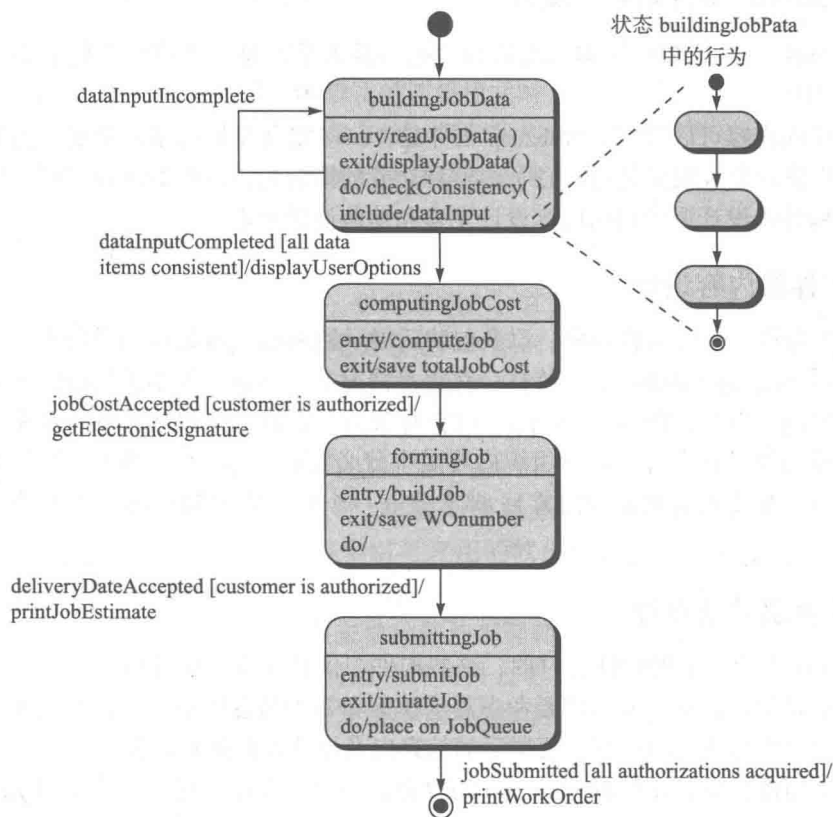 状态 buildingJobPata
中的行为
dataInputIncomplete
buildingJobData
entry/readJobData( )
exit/displayJobData( )
do/checkConsistency( )
include/dataInput
dataInputCompleted [all data
items consistent]/displayUserOptions
computingJobCost
entry/computeJob
exit/save totalJobCost
jobCostAccepted [customer is authorized]/
getElectronicSignature
formingJob
entry/buildJob
exit/save WOnumber
do/
deliveryDateAccepted [customer is authorized]/
printJobEstimate
submittingJob
entry/submitJob
exit/initiateJob
do/place on JobQueue
jobSubmitted [all authorizations acquired]/
printWorkOrder